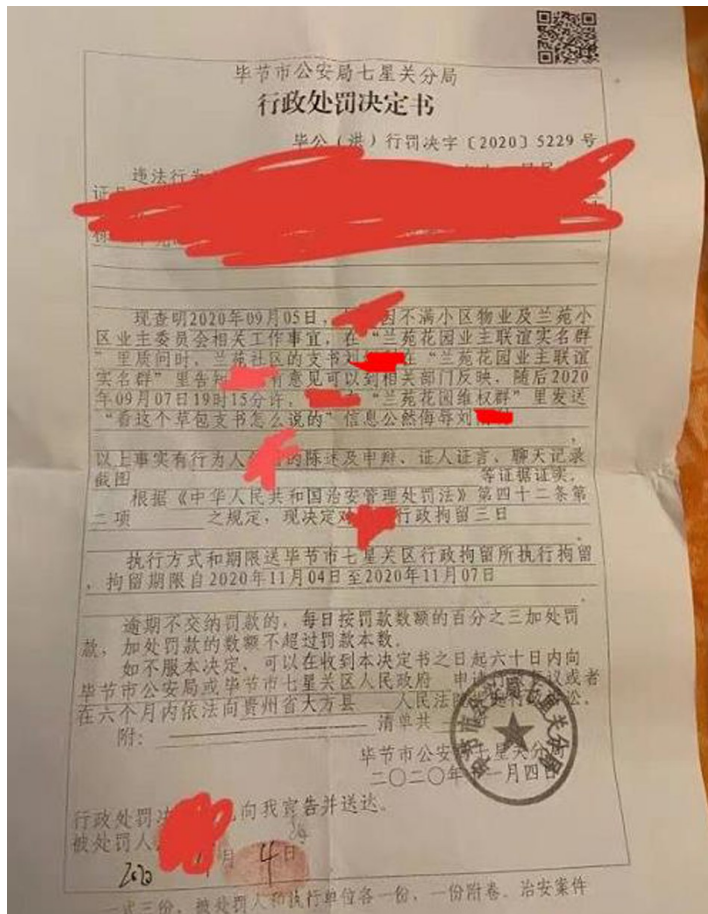 毕节市公安局七星关分局
行政处罚决定书
毕公（洪）行罚决字〔2020〕5229号
违法行为
现查明2020年09月05日，因不满小区物业及兰苑小
区业主委员会相关工作事宜，在“兰苑花园业主联谊实名群
”里质问时，兰苑社区的支书刘在“兰苑花园业主联谊
实名群”里告知有意见可以到相关部门反映，随后2020
年09月07日19时15分许，“兰苑花园维权群”里发送
“看这个草包支书怎么说的”信息公然侮辱刘
，
以上事实有行为人的陈述及申辩、证人证言、聊天记录
截图 等证据证实。
根据《中华人民共和国治安管理处罚法》第四十二条第
二项 之规定，现决定对行政拘留三日
执行方式和期限送毕节市七星关区行政拘留所执行拘留
，拘留期限自2020年11月04日至2020年11月07日
逾期不交纳罚款的，每日按罚款数额的百分之三加处罚
款，加处罚款的数额不超过罚款本数。
如不服本决定，可以在收到本决定书之日起六十日内向
毕节市公安局或毕节市七星关区人民政府 申请议或者
在六个月内依法向贵州省大方县 人民法
附： 清单共
毕节市公安局七星关分局
二〇二〇年一月四日
行政处罚决向我宣告并送达。
被处罚人
2020 月 4 日
一式三份，被处罚人和执行单位各一份，一份附卷。治安案件